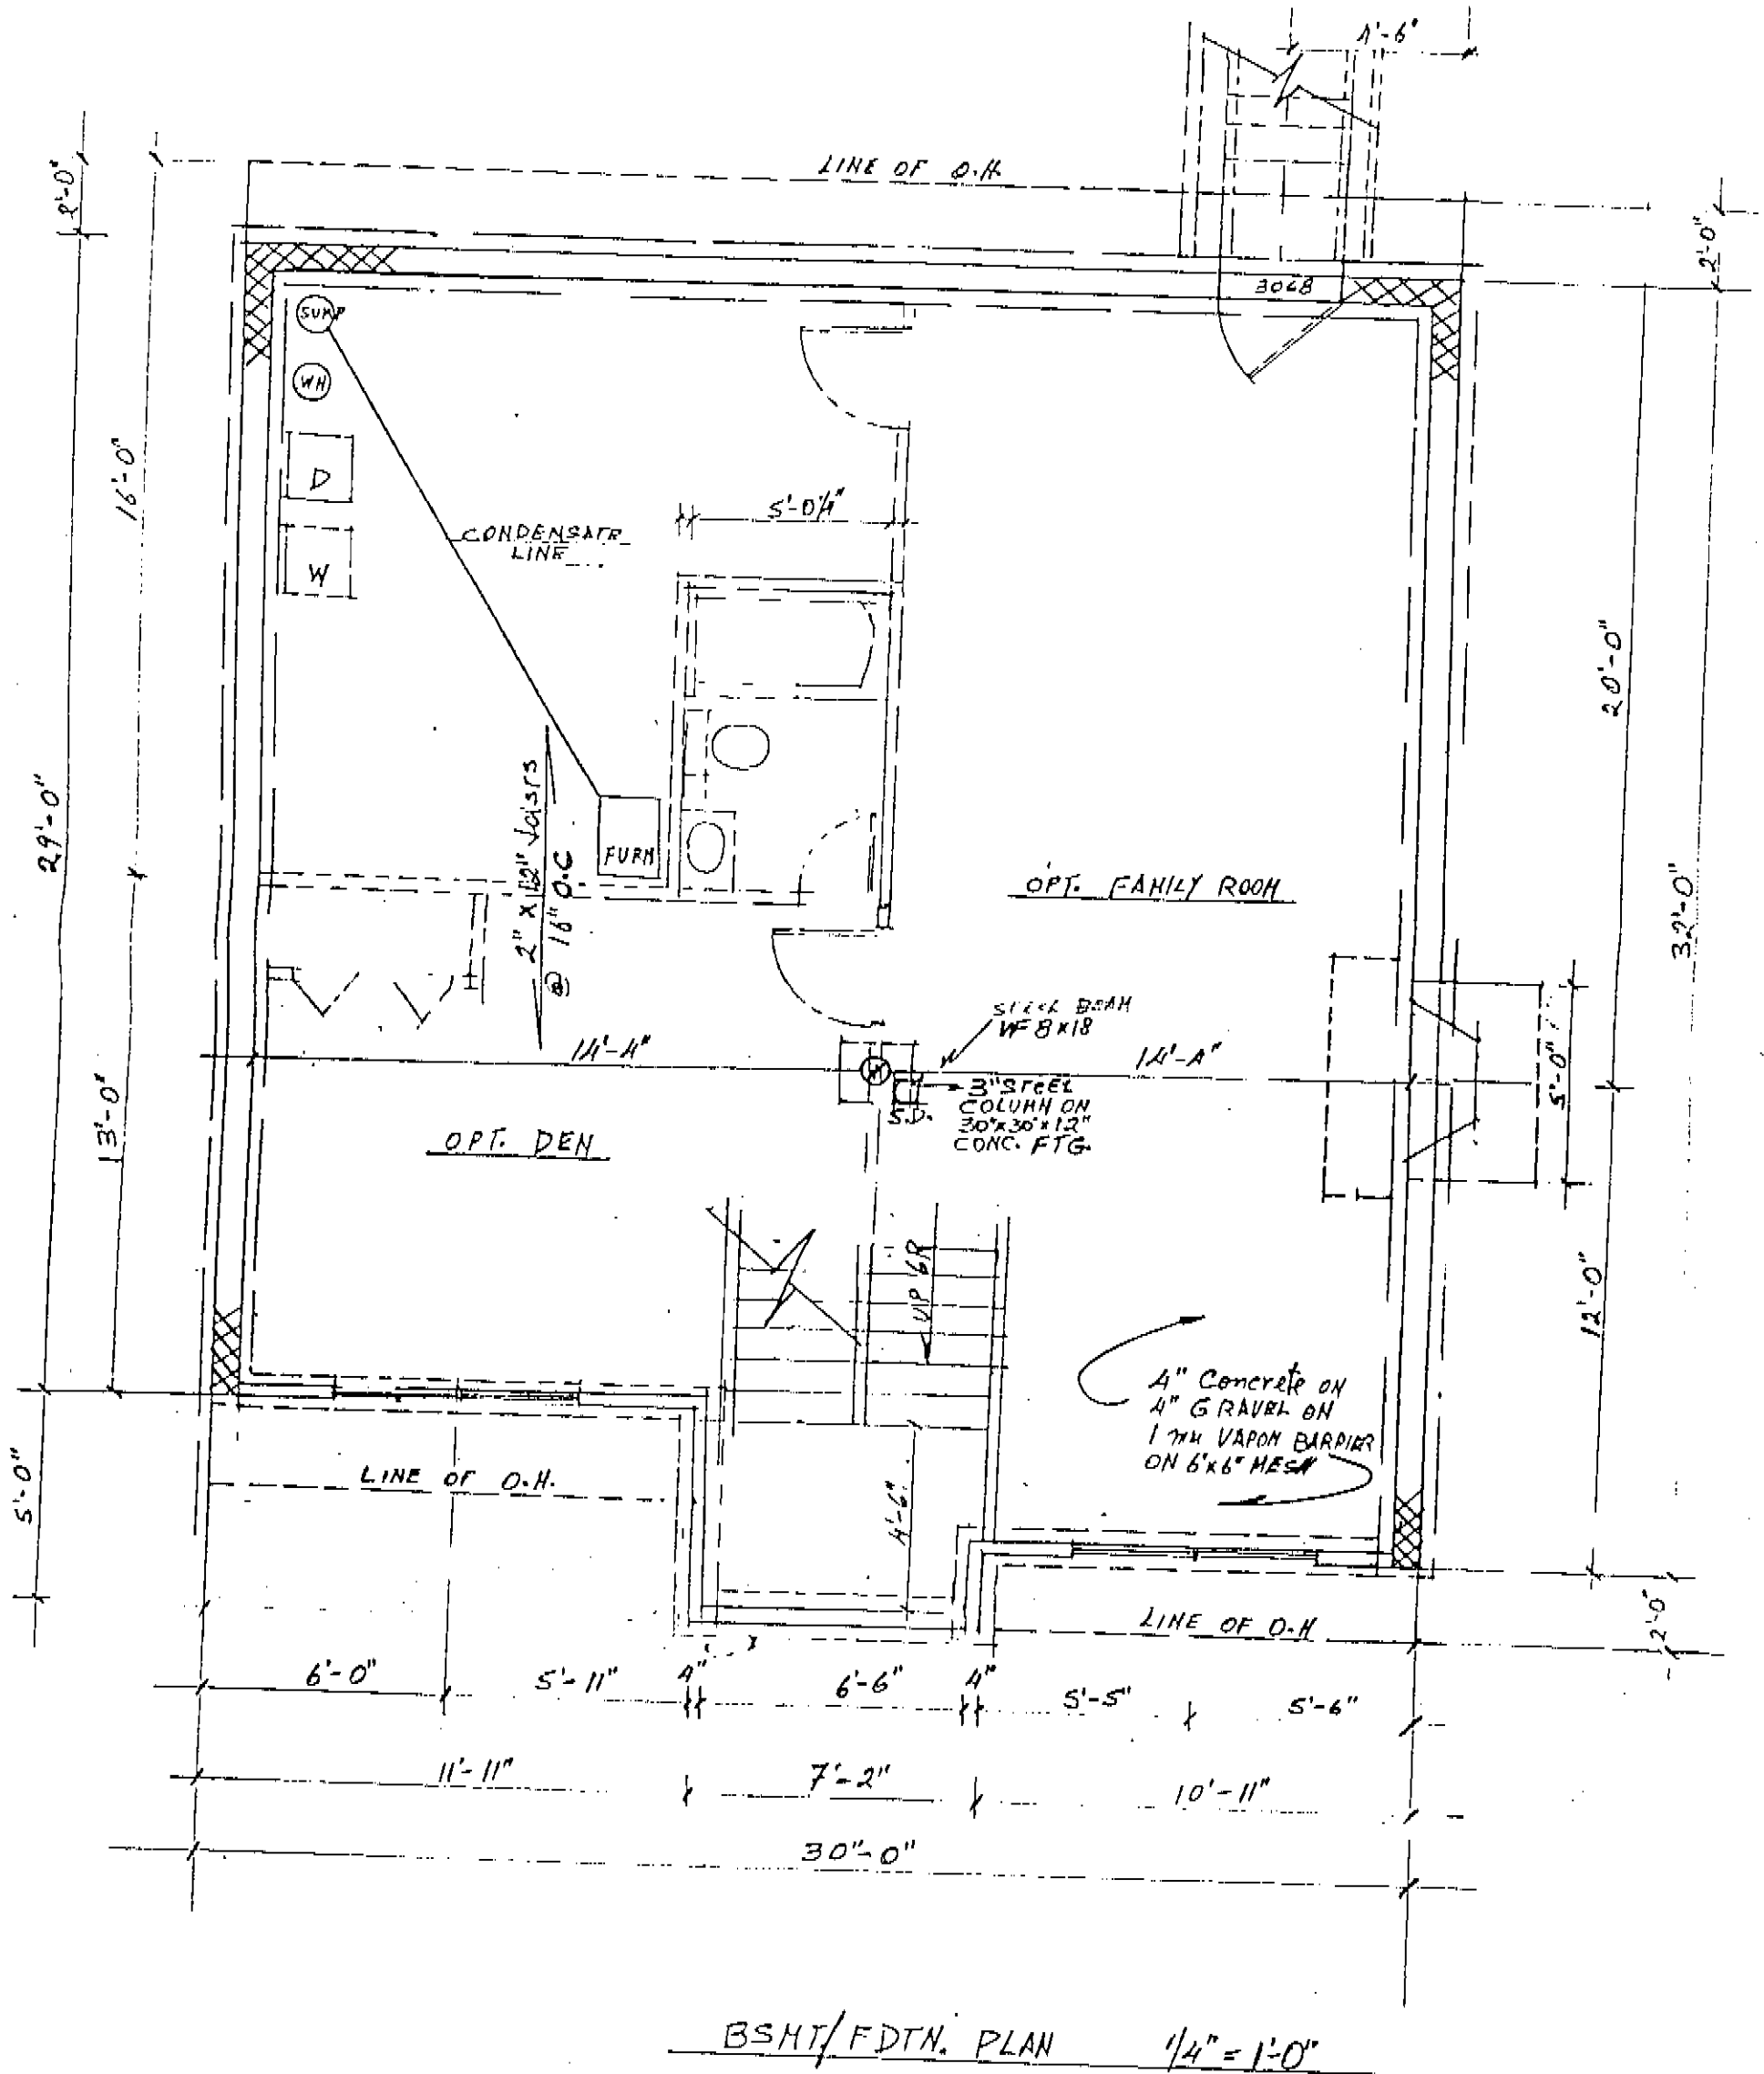 4'-6"
LINE OF O.H.
2'-0"
2'-0"
3068
SUMP
WH
D
W
16'-0"
5'-0¼"
CONDENSATE
LINE
20'-0"
29'-0"
2" x 12" JOISTS
@ 16" O.C
FURN
OPT. FAMILY ROOM
32'-0"
STEEL BEAM
WF 8x18
14'-4"
14'-4"
3" STEEL
COLUMN ON
30"x30"x12"
CONC. FTG.
S.D.
5'-0"
13'-0"
OPT. DEN
UP 6R
12'-0"
4" Concrete ON
4" GRAVEL ON
VAPOR BARRIER
ON 6"x6" MESH
LINE OF O.H.
4'-6"
5'-0"
LINE OF O.H
2'-0"
6'-0"
5'-11"
4"
6'-6"
4"
5'-5"
5'-6"
11'-11"
7'-2"
10'-11"
30"-0"
BSMT/FDTN. PLAN 1/4" = 1'-0"